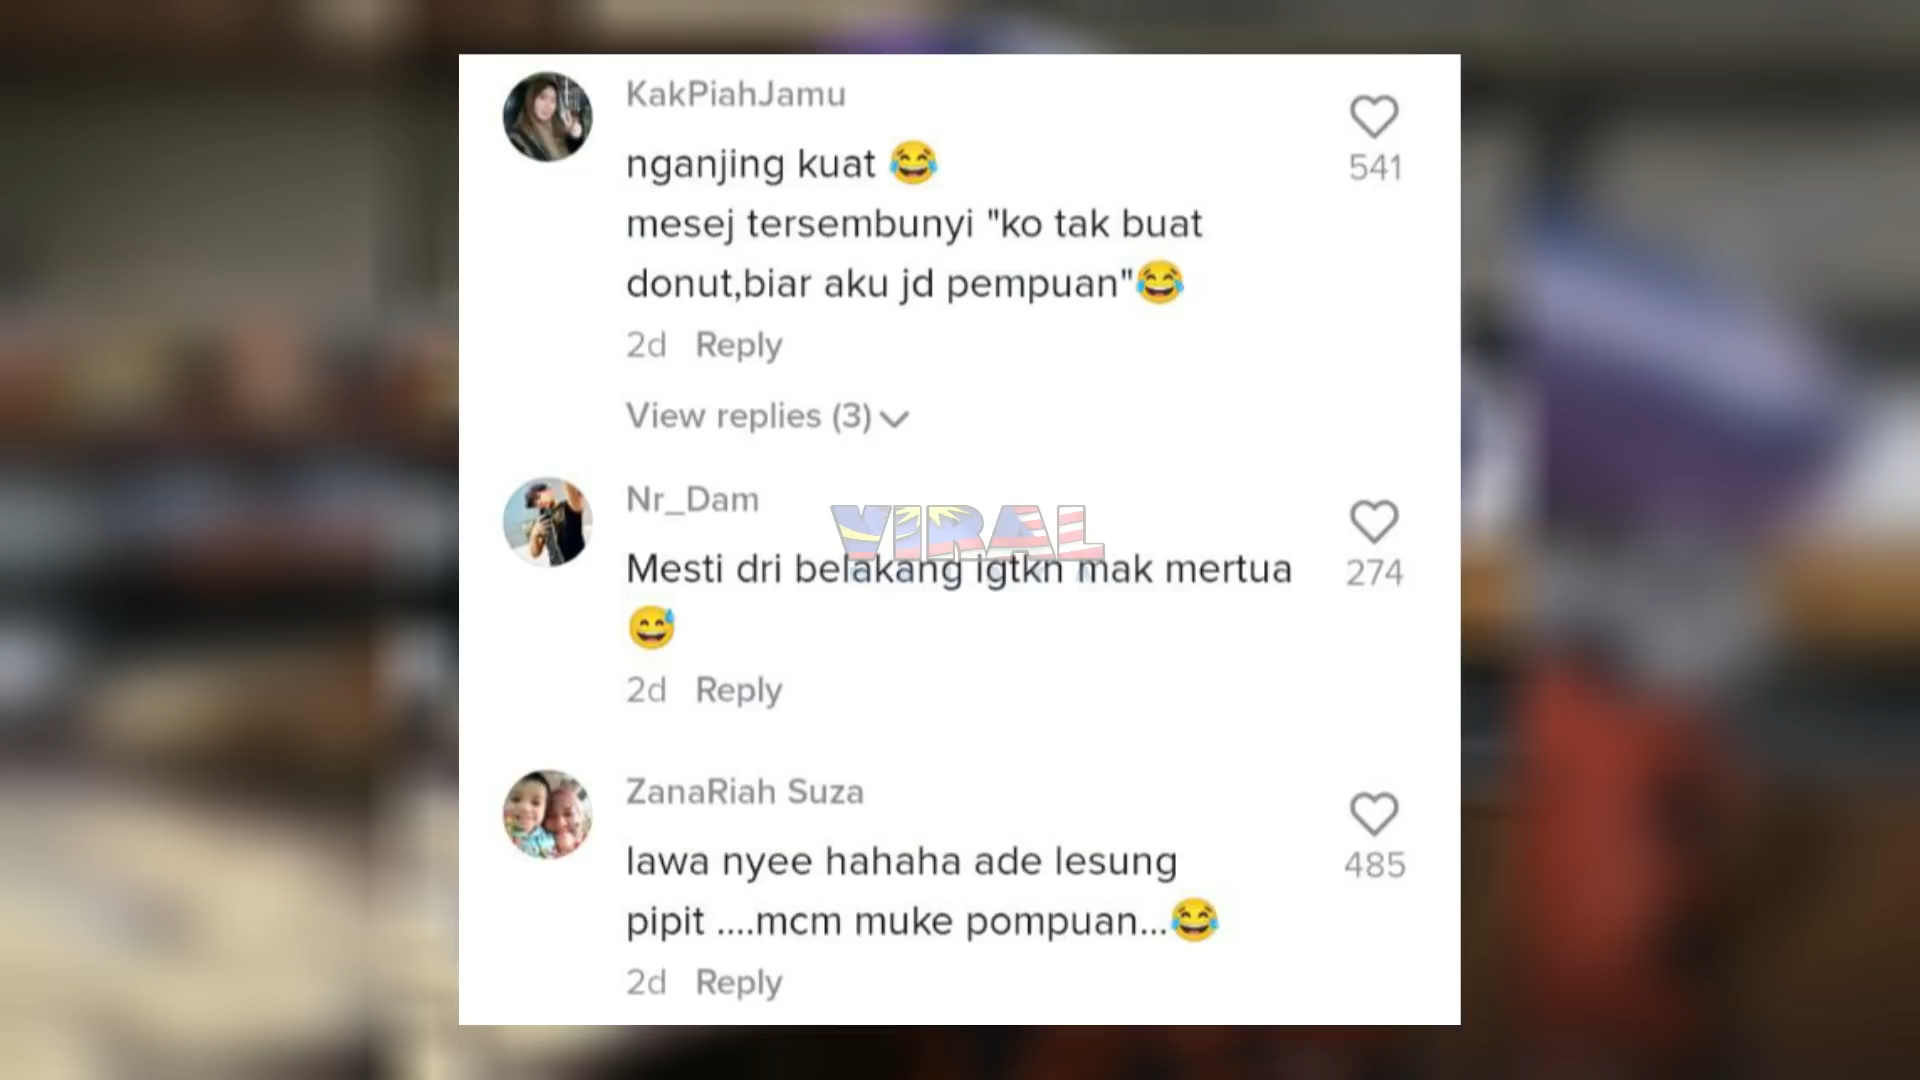 KakPiahJamu
nganjing kuat 😂
541
mesej tersembunyi "ko tak buat
donut,biar aku jd pempuan"😂
2d Reply
View replies (3)
Nr_Dam
VIRAL
Mesti dri belakang igtkn mak mertua
274
😅
2d Reply
ZanaRiah Suza
lawa nyee hahaha ade lesung
485
pipit ....mcm muke pompuan...😂
2d Reply